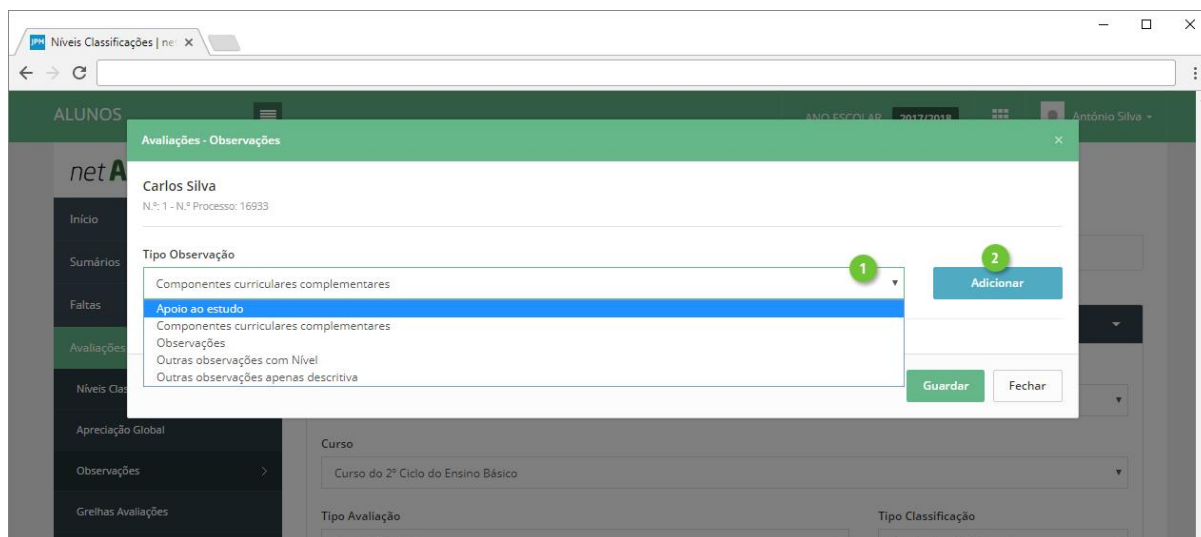 JPM Níveis Classificações | ne
ALUNOS
ANO ESCOLAR 2017/2018
António Silva
Avaliações - Observações
net A
Carlos Silva
N.º: 1 - N.º Processo: 16933
Início
Sumários
Faltas
Avaliações
Níveis Clas
Apreciação Global
Observações
Grelhas Avaliações
Tipo Observação
Componentes curriculares complementares
1
2
Adicionar
Apoio ao estudo
Componentes curriculares complementares
Observações
Outras observações com Nível
Outras observações apenas descritiva
Guardar
Fechar
Curso
Curso do 2º Ciclo do Ensino Básico
Tipo Avaliação
Tipo Classificação